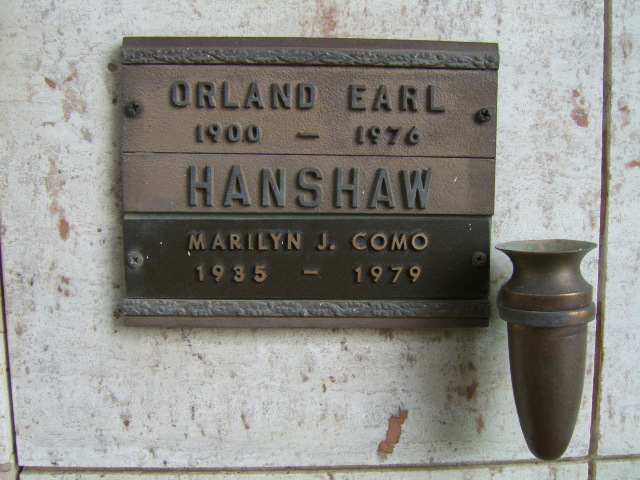 ORLAND EARL
1900 — 1976
HANSHAW
MARILYN J. COMO
1935 — 1979